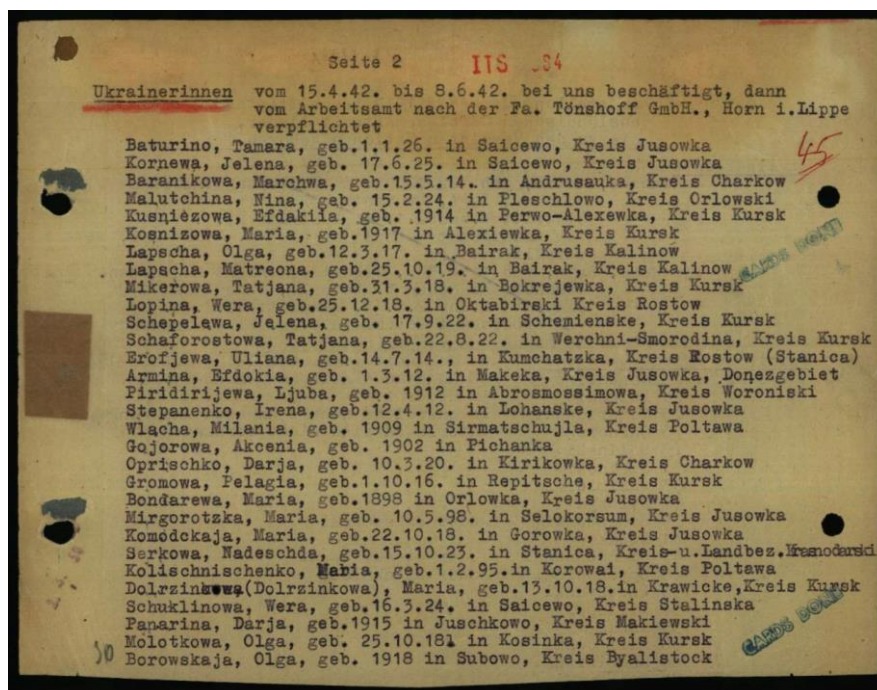 Seite 2 ITS 34
Ukrainerinnen vom 15.4.42. bis 8.6.42. bei uns beschäftigt, dann
vom Arbeitsamt nach der Fa. Tönshoff GmbH., Horn i.Lippe
verpflichtet
45
Baturino, Tamara, geb.1.1.26. in Saicewo, Kreis Jusowka
Kornewa, Jelena, geb. 17.6.25. in Saicewo, Kreis Jusowka
Baranikowa, Marchwa, geb.15.5.14. in Andrusauka, Kreis Charkow
Malutchina, Nina, geb. 15.2.24. in Pleschlowo, Kreis Orlowski
Kusniezowa, Efdakiia, geb. 1914 in Perwo-Alexewka, Kreis Kursk
Kosnizowa, Maria, geb.1917 in Alexiewka, Kreis Kursk
Lapscha, Olga, geb.12.3.17. in Bairak, Kreis Kalinow
Lapscha, Matreona, geb.25.10.19. in Bairak, Kreis Kalinow
CARDS DONE
Mikerowa, Tatjana, geb.31.3.18. in Bokrejewka, Kreis Kursk
Lopina, Wera, geb.25.12.18. in Oktabirski Kreis Rostow
Schepelewa, Jelena, geb. 17.9.22. in Schemienske, Kreis Kursk
Schaforostowa, Tatjana, geb.22.8.22. in Werchni-Smorodina, Kreis Kursk
Erofjewa, Uliana, geb.14.7.14., in Kumchatzka, Kreis Rostow (Stanica)
Armina, Efdokia, geb. 1.3.12. in Makeka, Kreis Jusowka, Donezgebiet
Piridirijewa, Ljuba, geb. 1912 in Abrosmossimowa, Kreis Woroniski
Stepanenko, Irena, geb.12.4.12. in Lohanske, Kreis Jusowka
Wlacha, Milania, geb. 1909 in Sirmatschujla, Kreis Poltawa
Gojorowa, Akcenia, geb. 1902 in Pichanka
Oprischko, Darja, geb. 10.3.20. in Kirikowka, Kreis Charkow
Gromowa, Pelagia, geb.1.10.16. in Repitsche, Kreis Kursk
Bondarewa, Maria, geb.1898 in Orlowka, Kreis Jusowka
Mirgorotzka, Maria, geb. 10.5.98. in Selokorsum, Kreis Jusowka
Komodckaja, Maria, geb.22.10.18. in Gorowka, Kreis Jusowka
Serkowa, Nadeschda, geb.15.10.23. in Stanica, Kreis-u.Landbez.Krasnodarski
Kolischnischenko, Maria, geb.1.2.95.in Korowai, Kreis Poltawa
Dolrzinkowa(Dolrzinkowa), Maria, geb.13.10.18.in Krawicke,Kreis Kursk
Schuklinowa, Wera, geb.16.3.24. in Saicewo, Kreis Stalinska
Panarina, Darja, geb.1915 in Juschkowo, Kreis Makiewski
Molotkowa, Olga, geb. 25.10.181 in Kosinka, Kreis Kursk
CARDS DONE
30 Borowskaja, Olga, geb. 1918 in Subowo, Kreis Byalistock